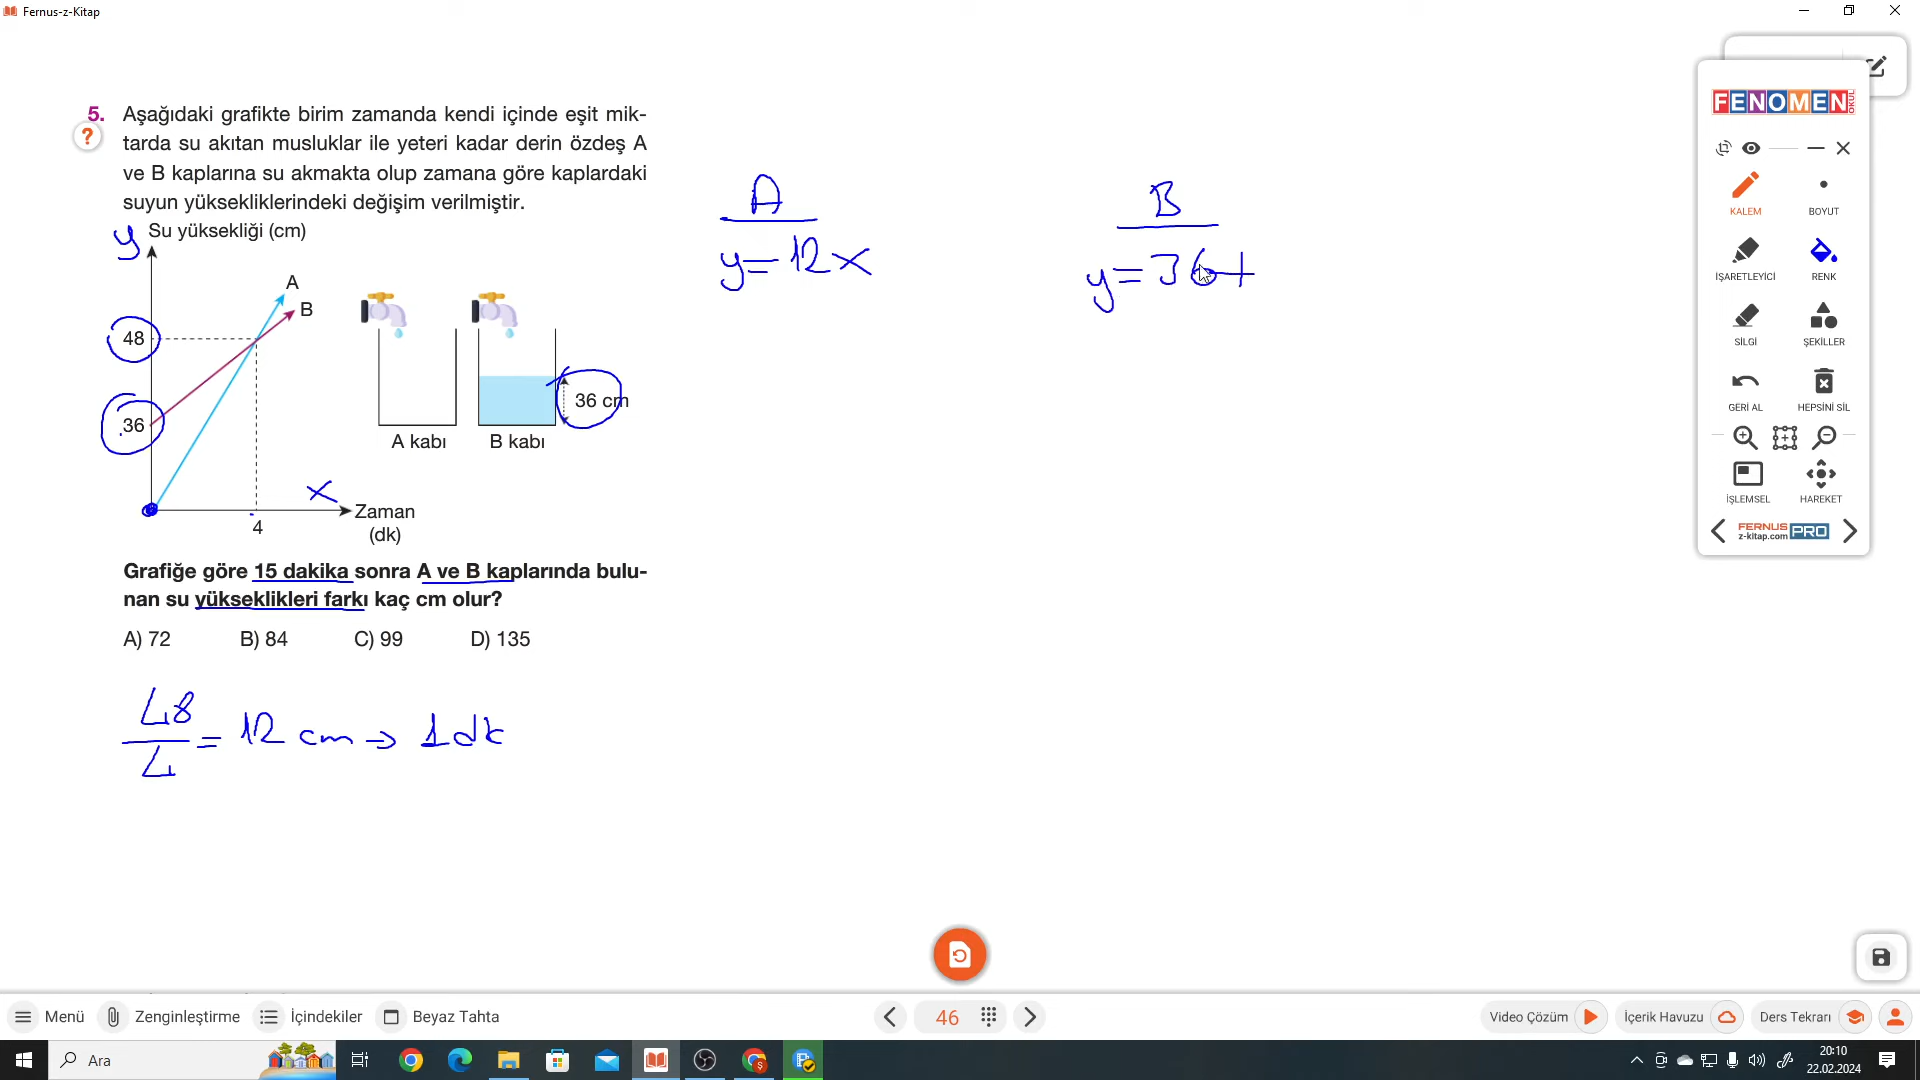 Fernus-z-Kitap
5. Aşağıdaki grafikte birim zamanda kendi içinde eşit mik-
? tarda su akıtan musluklar ile yeteri kadar derin özdeş A
ve B kaplarına su akmakta olup zamana göre kaplardaki
suyun yüksekliklerindeki değişim verilmiştir.
y Su yüksekliği (cm)
A
B
48
36
36 cm
A kabı B kabı
x
4
Zaman
(dk)
Grafiğe göre 15 dakika sonra A ve B kaplarında bulu-
nan su yükseklikleri farkı kaç cm olur?
A) 72 B) 84 C) 99 D) 135
48
4
= 12 cm → 1 dk
A
y = 12x
B
y = 36+
FENOMEN OKUL
KALEM BOYUT
İŞARETLEYİCİ RENK
SİLGİ ŞEKİLLER
GERİ AL HEPSİNİ SİL
İŞLEMSEL HAREKET
FERNUS
z-kitap.com PRO
Menü Zenginleştirme İçindekiler Beyaz Tahta 46 Video Çözüm İçerik Havuzu Ders Tekrarı
Ara
20:10
22.02.2024